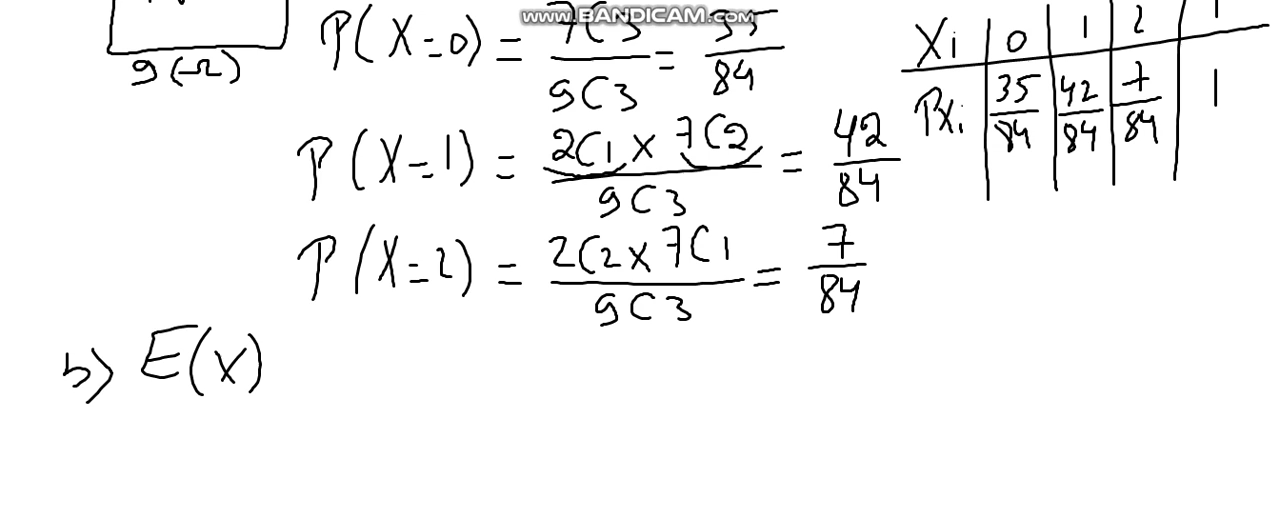 www.BANDICAM.com
9 (Ω)
P(X=0) = 7C3/9C3 = 35/84
P(X=1) = 2C1 x 7C2/9C3 = 42/84
P(X=2) = 2C2 x 7C1/9C3 = 7/84
Xi | 0 | 1 | 2 |
Pxi | 35/84 | 42/84 | 7/84 | 1
b) E(x)